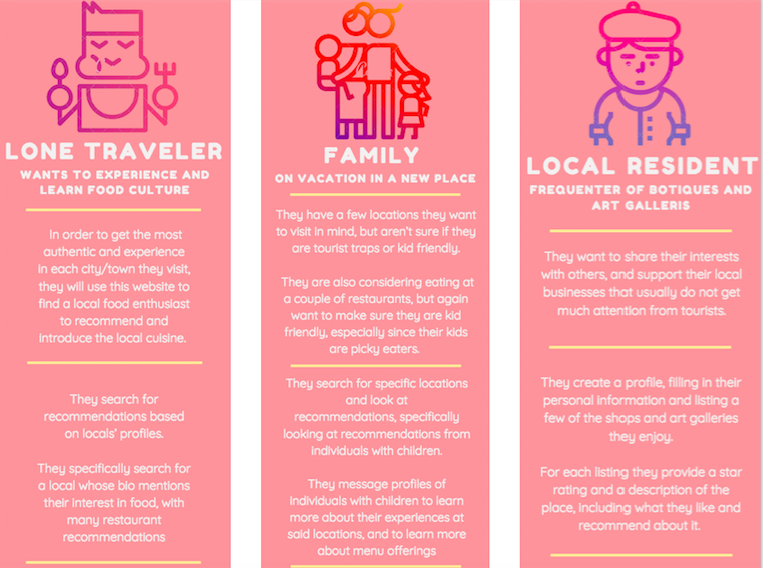 LONE TRAVELER
WANTS TO EXPERIENCE AND
LEARN FOOD CULTURE
In order to get the most
authentic and experience
in each city/town they visit,
they will use this website to
find a local food enthusiast
to recommend and
introduce the local cuisine.
They search for
recommendations based
on locals' profiles.
They specifically search for
a local whose bio mentions
their interest in food, with
many restaurant
recommendations
FAMILY
ON VACATION IN A NEW PLACE
They have a few locations they want
to visit in mind, but aren't sure if they
are tourist traps or kid friendly.
They are also considering eating at
a couple of restaurants, but again
want to make sure they are kid
friendly, especially since their kids
are picky eaters.
They search for specific locations
and look at
recommendations, specifically
looking at recommendations from
individuals with children.
They message profiles of
individuals with children to learn
more about their experiences at
said locations, and to learn more
about menu offerings
LOCAL RESIDENT
FREQUENTER OF BOTIQUES AND
ART GALLERIS
They want to share their interests
with others, and support their local
businesses that usually do not get
much attention from tourists.
They create a profile, filling in their
personal information and listing a
few of the shops and art galleries
they enjoy.
For each listing they provide a star
rating and a description of the
place, including what they like and
recommend about it.